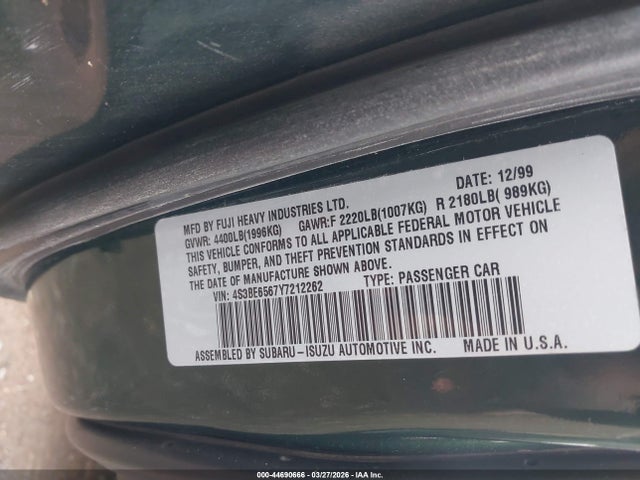 DATE: 12/99
MFD BY FUJI HEAVY INDUSTRIES LTD.
GVWR: 4400LB(1996KG) GAWR:F 2220LB(1007KG) R 2180LB( 989KG)
THIS VEHICLE CONFORMS TO ALL APPLICABLE FEDERAL MOTOR VEHICLE
SAFETY, BUMPER, AND THEFT PREVENTION STANDARDS IN EFFECT ON
THE DATE OF MANUFACTURE SHOWN ABOVE.
VIN: 4S3BE6567Y7212262 TYPE: PASSENGER CAR
ASSEMBLED BY SUBARU-ISUZU AUTOMOTIVE INC. MADE IN U.S.A.
000-44690666 - 03/27/2026 - IAA Inc.